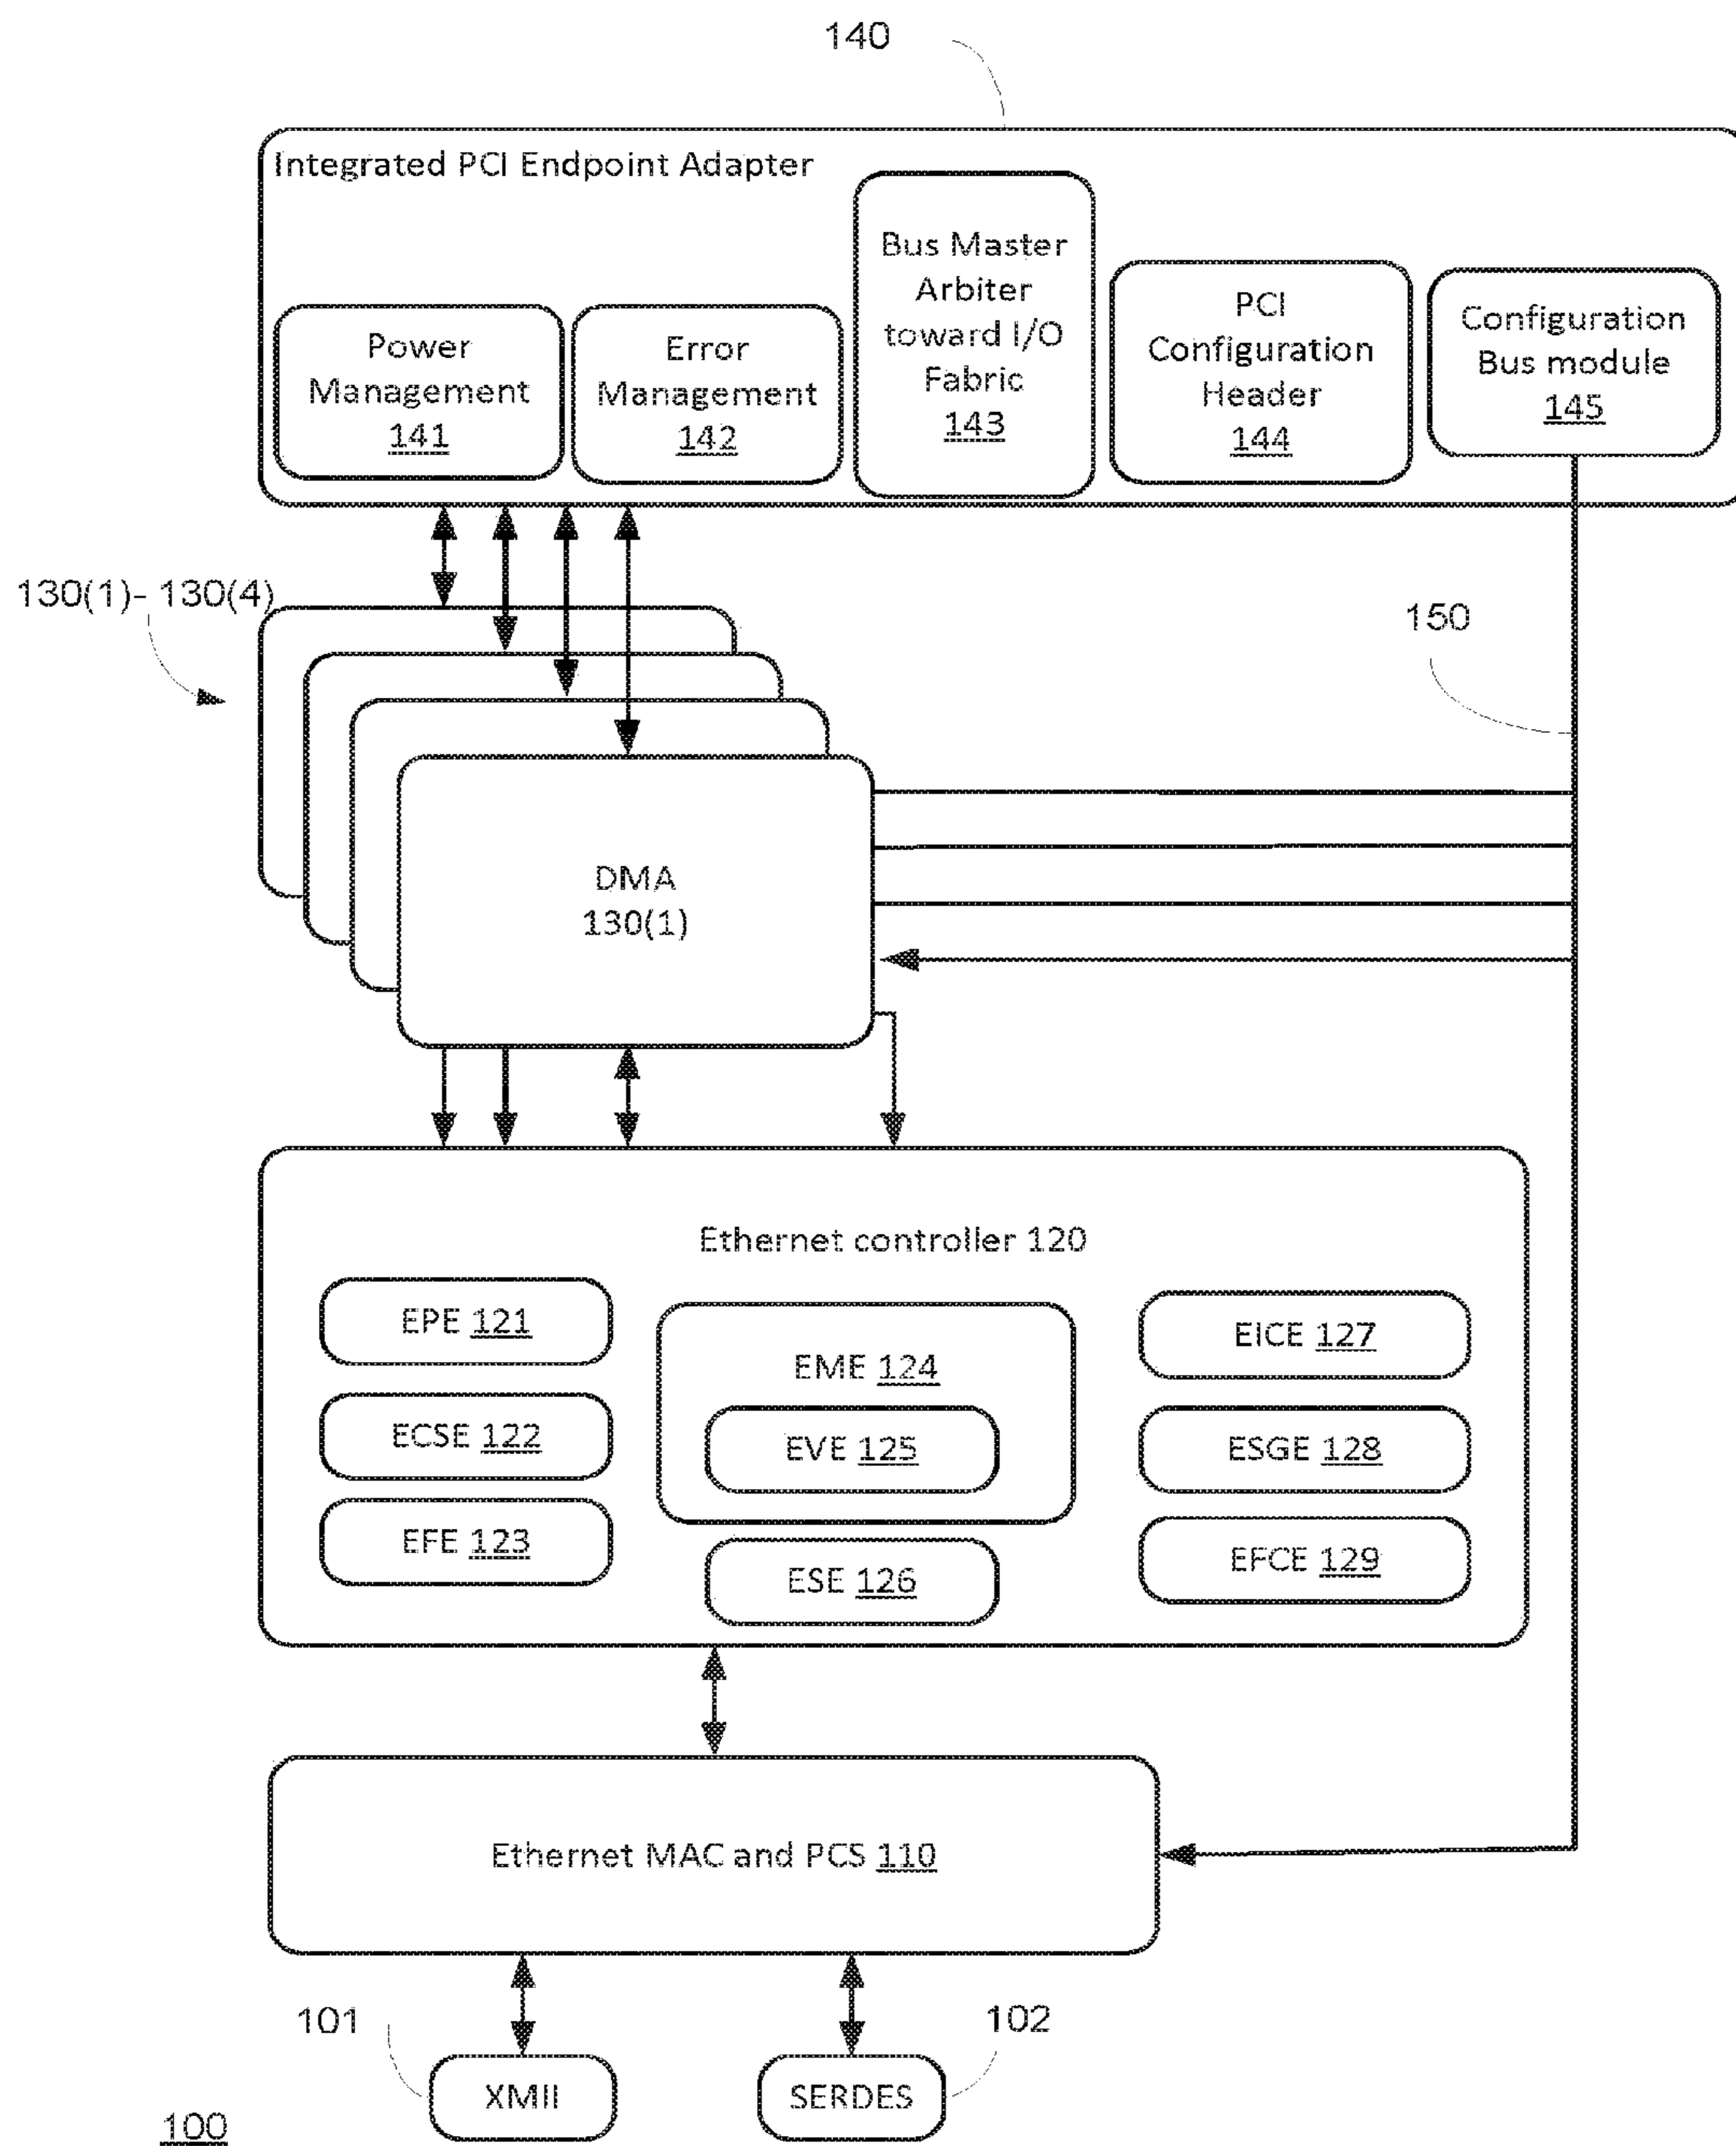 140
Integrated PCI Endpoint Adapter
Power
Management
141
Error
Management
142
Bus Master
Arbiter
toward I/O
Fabric
143
PCI
Configuration
Header
144
Configuration
Bus module
145
130(1)- 130(4)
150
DMA
130(1)
Ethernet controller 120
EPE 121
ECSE 122
EFE 123
EME 124
EVE 125
ESE 126
EICE 127
ESGE 128
EFCE 129
Ethernet MAC and PCS 110
101
XMII
SERDES
102
100